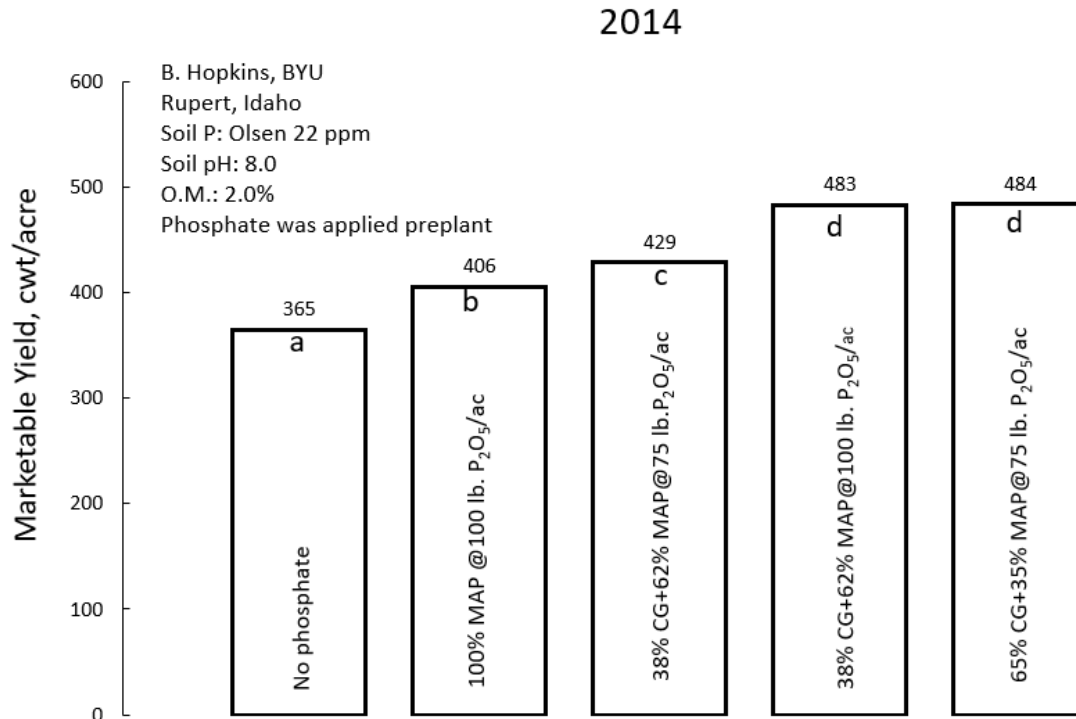 2014
B. Hopkins, BYU
Rupert, Idaho
Soil P: Olsen 22 ppm
Soil pH: 8.0
O.M.: 2.0%
Phosphate was applied preplant
Marketable Yield, cwt/acre
600
500
400
300
200
100
0
365
a
No phosphate
406
b
100% MAP @100 lb. P₂O₅/ac
429
c
38% CG+62% MAP@75 lb.P₂O₅/ac
483
d
38% CG+62% MAP@100 lb. P₂O₅/ac
484
d
65% CG+35% MAP@75 lb. P₂O₅/ac